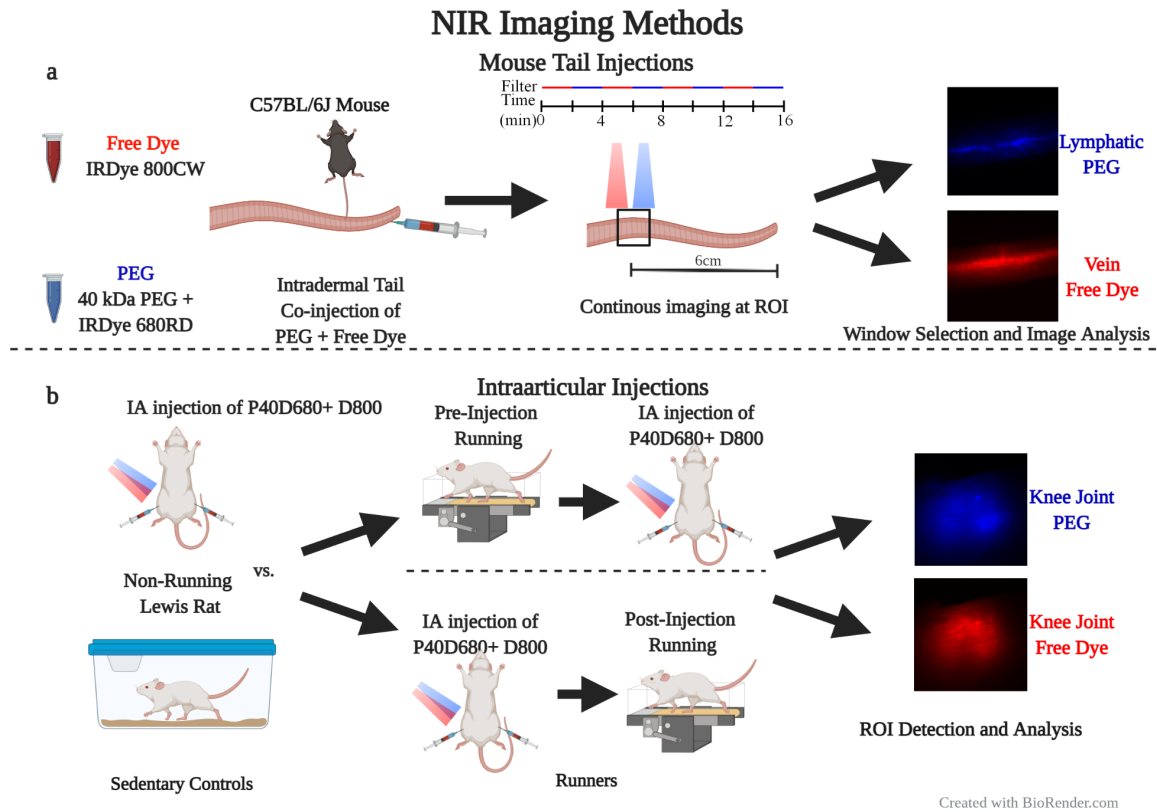 NIR Imaging Methods
a
Mouse Tail Injections
Free Dye
IRDye 800CW
PEG
40 kDa PEG +
IRDye 680RD
C57BL/6J Mouse
Intradermal Tail
Co-injection of
PEG + Free Dye
Filter
Time
(min)
0 4 8 12 16
6cm
Continous imaging at ROI
Lymphatic
PEG
Vein
Free Dye
Window Selection and Image Analysis
b
Intraarticular Injections
IA injection of P40D680+ D800
Non-Running
Lewis Rat
vs.
Sedentary Controls
Pre-Injection
Running
IA injection of
P40D680+ D800
IA injection of
P40D680+ D800
Post-Injection
Running
Runners
Knee Joint
PEG
Knee Joint
Free Dye
ROI Detection and Analysis
Created with BioRender.com